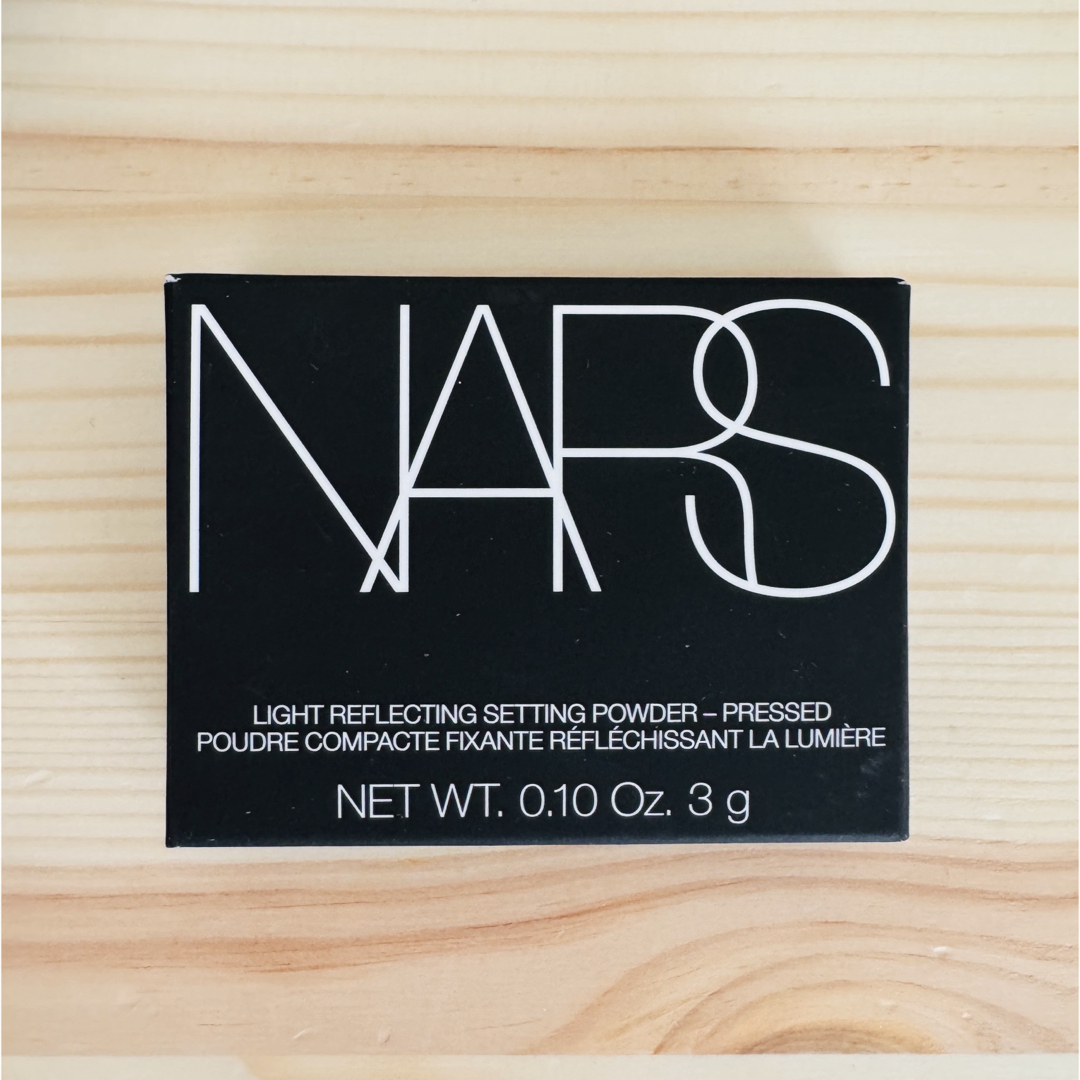 NARS
LIGHT REFLECTING SETTING POWDER – PRESSED
POUDRE COMPACTE FIXANTE RÉFLÉCHISSANT LA LUMIÈRE
NET WT. 0.10 Oz. 3 g